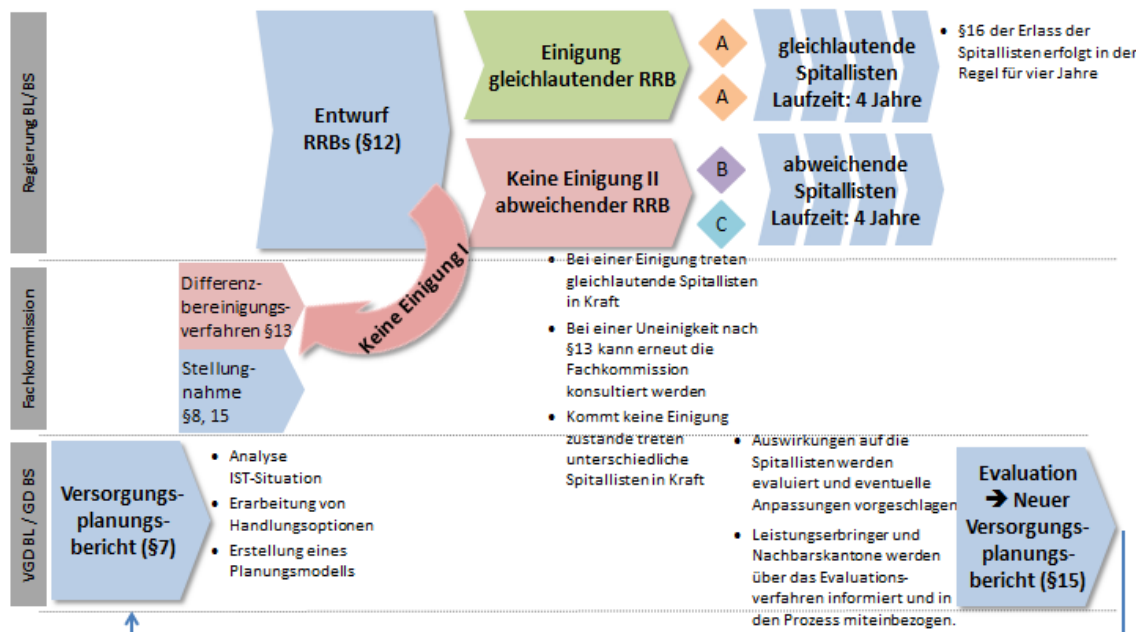 Regierung BL/BS
Entwurf
RRBs (§12)
Einigung
gleichlautender RRB
A
A
gleichlautende
Spitallisten
Laufzeit: 4 Jahre
• §16 der Erlass der
Spitallisten erfolgt in der
Regel für vier Jahre
Keine Einigung II
abweichender RRB
B
C
abweichende
Spitallisten
Laufzeit: 4 Jahre
Keine Einigung I
Fachkommission
Differenz-
bereinigungs-
verfahren §13
Stellung-
nahme
§8, 15
• Bei einer Einigung treten
gleichlautende Spitallisten
in Kraft
• Bei einer Uneinigkeit nach
§13 kann erneut die
Fachkommission
konsultiert werden
• Kommt keine Einigung
zustande treten
unterschiedliche
Spitallisten in Kraft
VGD BL / GD BS
Versorgungs-
planungs-
bericht (§7)
• Analyse
IST-Situation
• Erarbeitung von
Handlungsoptionen
• Erstellung eines
Planungsmodells
• Auswirkungen auf die
Spitallisten werden
evaluiert und eventuelle
Anpassungen vorgeschlagen
• Leistungserbringer und
Nachbarskantone werden
über das Evaluations-
verfahren informiert und in
den Prozess miteinbezogen.
Evaluation
➔ Neuer
Versorgungs-
planungs-
bericht (§15)